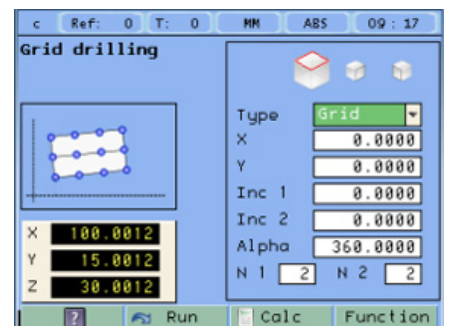 c Ref: 0 T: 0 MM ABS 09 : 17
Grid drilling
Type Grid
X 0.0000
Y 0.0000
Inc 1 0.0000
Inc 2 0.0000
Alpha 360.0000
N 1 2 N 2 2
X 100.0012
Y 15.0012
Z 30.0012
? Run Calc Function